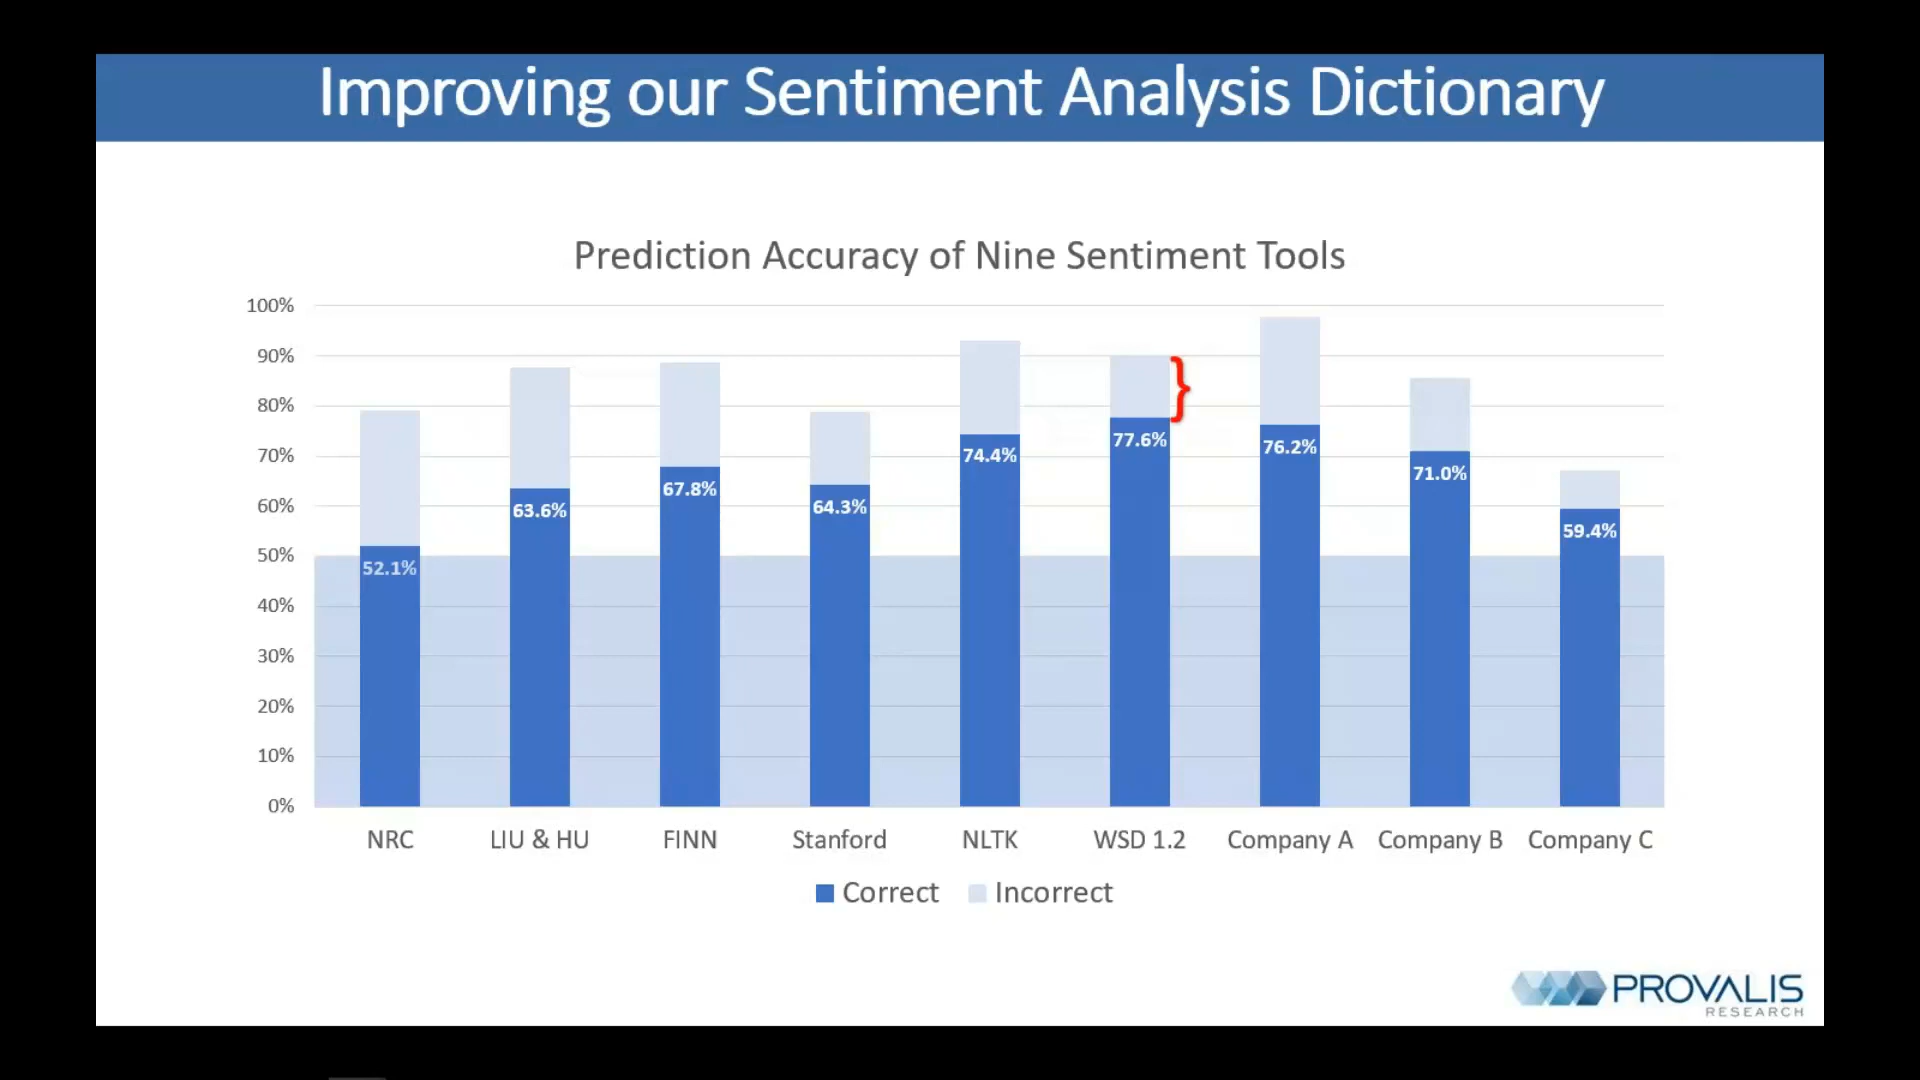 Improving our Sentiment Analysis Dictionary
Prediction Accuracy of Nine Sentiment Tools
100%
90%
80%
70%
60%
50%
40%
30%
20%
10%
0%
52.1%
63.6%
67.8%
64.3%
74.4%
77.6%
76.2%
71.0%
59.4%
NRC
LIU & HU
FINN
Stanford
NLTK
WSD 1.2
Company A
Company B
Company C
Correct
Incorrect
PROVALIS
RESEARCH